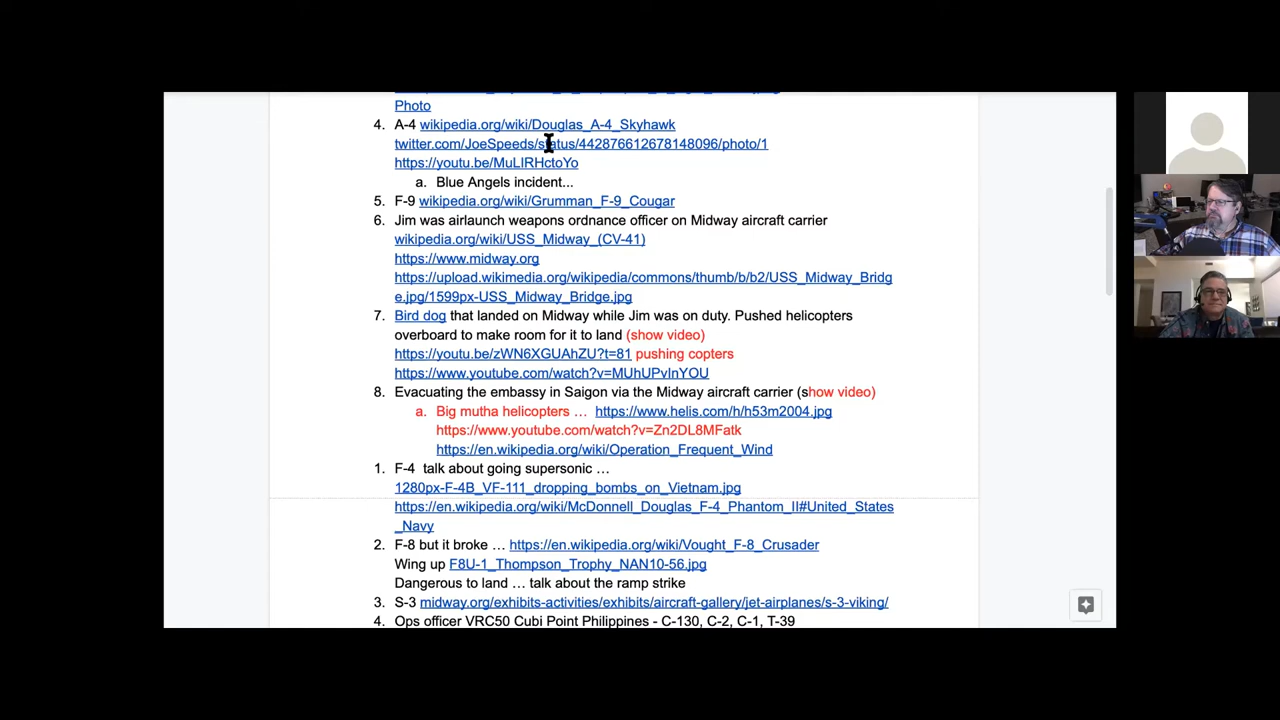 Photo
4. A-4 wikipedia.org/wiki/Douglas_A-4_Skyhawk
twitter.com/JoeSpeeds/status/442876612678148096/photo/1
https://youtu.be/MuLIRHctoYo
a. Blue Angels incident...
5. F-9 wikipedia.org/wiki/Grumman_F-9_Cougar
6. Jim was airlaunch weapons ordnance officer on Midway aircraft carrier
wikipedia.org/wiki/USS_Midway_(CV-41)
https://www.midway.org
https://upload.wikimedia.org/wikipedia/commons/thumb/b/b2/USS_Midway_Bridg
e.jpg/1599px-USS_Midway_Bridge.jpg
7. Bird dog that landed on Midway while Jim was on duty. Pushed helicopters
overboard to make room for it to land (show video)
https://youtu.be/zWN6XGUAhZU?t=81 pushing copters
https://www.youtube.com/watch?v=MUhUPvInYOU
8. Evacuating the embassy in Saigon via the Midway aircraft carrier (show video)
a. Big mutha helicopters … https://www.helis.com/h/h53m2004.jpg
https://www.youtube.com/watch?v=Zn2DL8MFatk
https://en.wikipedia.org/wiki/Operation_Frequent_Wind
1. F-4 talk about going supersonic …
1280px-F-4B_VF-111_dropping_bombs_on_Vietnam.jpg
https://en.wikipedia.org/wiki/McDonnell_Douglas_F-4_Phantom_II#United_States
_Navy
2. F-8 but it broke … https://en.wikipedia.org/wiki/Vought_F-8_Crusader
Wing up F8U-1_Thompson_Trophy_NAN10-56.jpg
Dangerous to land … talk about the ramp strike
3. S-3 midway.org/exhibits-activities/exhibits/aircraft-gallery/jet-airplanes/s-3-viking/
4. Ops officer VRC50 Cubi Point Philippines - C-130, C-2, C-1, T-39